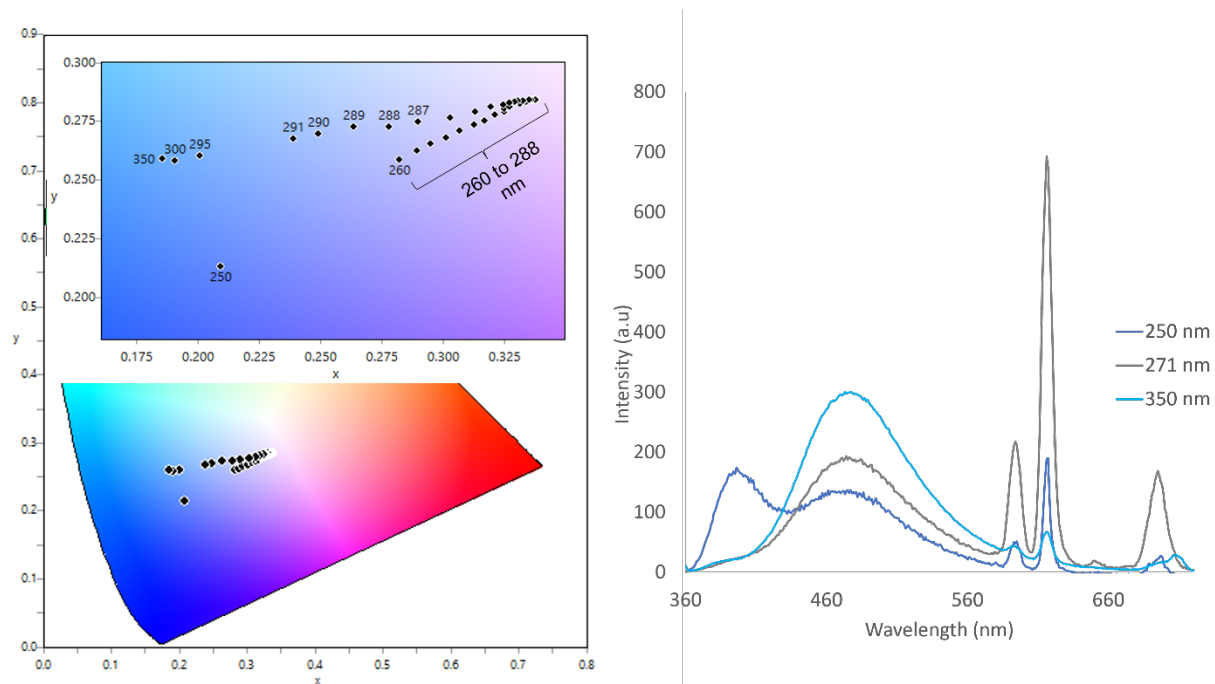 0.9
0.8
0.7
0.6
0.5
y
0.4
0.3
0.2
0.1
0.0
0.0 0.1 0.2 0.3 0.4 0.5 0.6 0.7 0.8
x
0.300
0.275
0.250
0.225
0.200
y
0.175 0.200 0.225 0.250 0.275 0.300 0.325
x
350 300 295
291 290 289 288 287
260
250
260 to 288
nm
800
700
600
500
400
300
200
100
0
Intensity (a.u)
360 460 560 660
Wavelength (nm)
250 nm
271 nm
350 nm